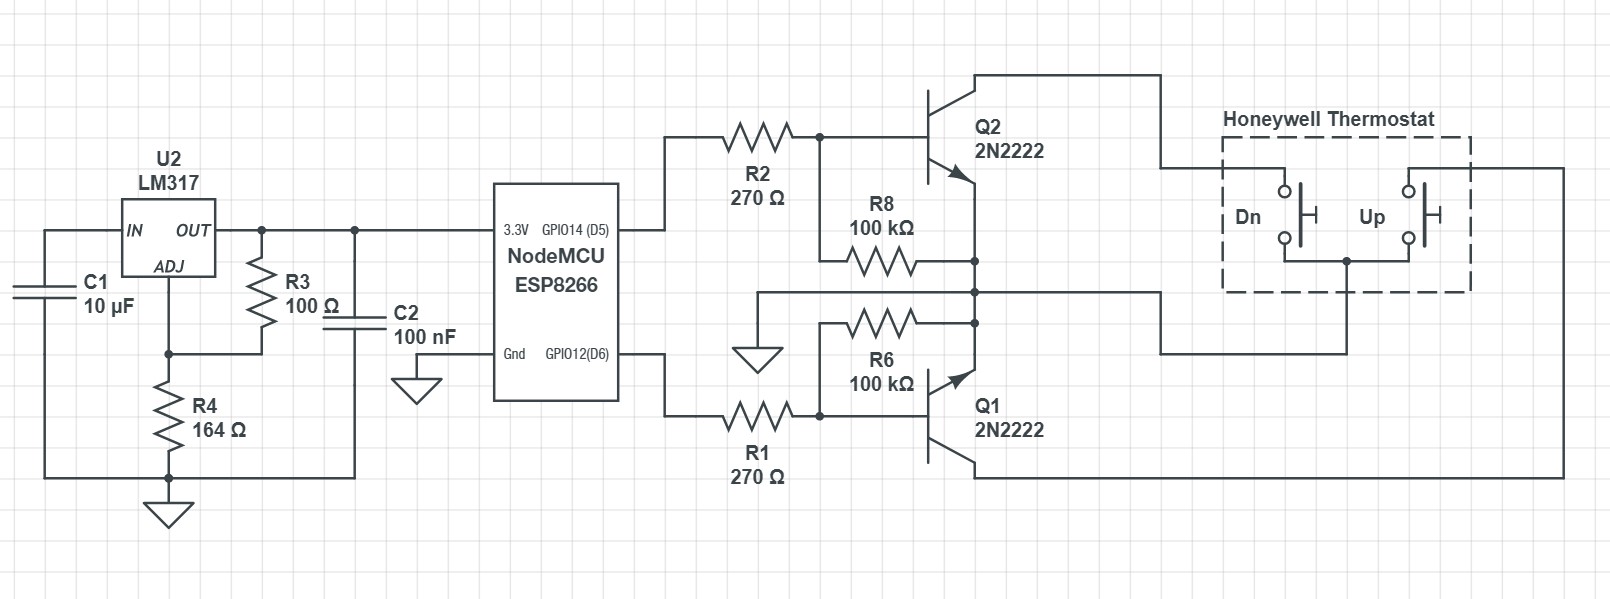 U2
LM317
IN
OUT
ADJ
C1
10 µF
R3
100 Ω
C2
100 nF
R4
164 Ω
3.3V
GPIO14 (D5)
NodeMCU
ESP8266
Gnd
GPIO12(D6)
R2
270 Ω
R8
100 kΩ
R6
100 kΩ
R1
270 Ω
Q2
2N2222
Q1
2N2222
Honeywell Thermostat
Dn
Up